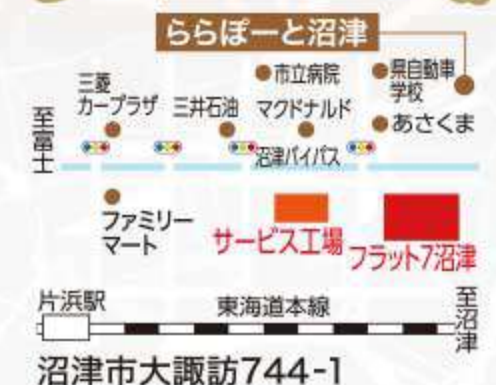 ららぽーと沼津
三菱
カープラザ
三井石油
市立病院
マクドナルド
県自動車
学校
あさくま
至富士
沼津バイパス
ファミリー
マート
サービス工場
フラット7沼津
片浜駅
東海道本線
至沼津
沼津市大諏訪744-1